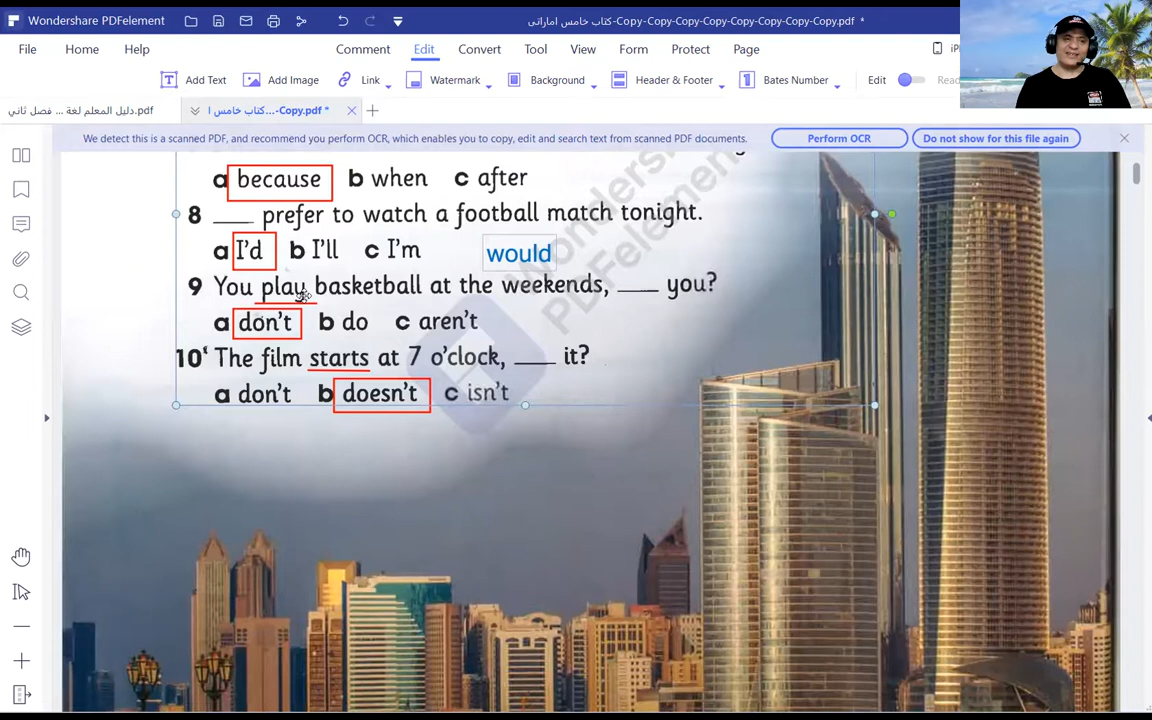 Wondershare PDFelement
كتاب خامس اماراتى-Copy-Copy-Copy-Copy-Copy-Copy-Copy-Copy.pdf *
File Home Help Comment Edit Convert Tool View Form Protect Page
Add Text Add Image Link Watermark Background Header & Footer Bates Number Edit
دليل المعلم لغة ... فصل ثاني.pdf
كتاب خامس ا...-Copy.pdf *
We detect this is a scanned PDF, and recommend you perform OCR, which enables you to copy, edit and search text from scanned PDF documents. Perform OCR Do not show for this file again
a because b when c after
8 ___ prefer to watch a football match tonight.
a I'd b I'll c I'm would
9 You play basketball at the weekends, ___ you?
a don't b do c aren't
10 The film starts at 7 o'clock, ___ it?
a don't b doesn't c isn't
PDFelement